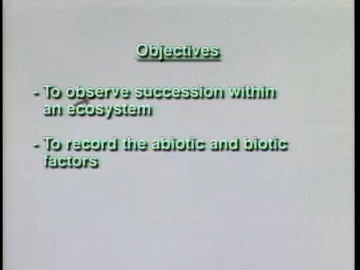 Objectives
- To observe succession within
an ecosystem
- To record the abiotic and biotic
factors